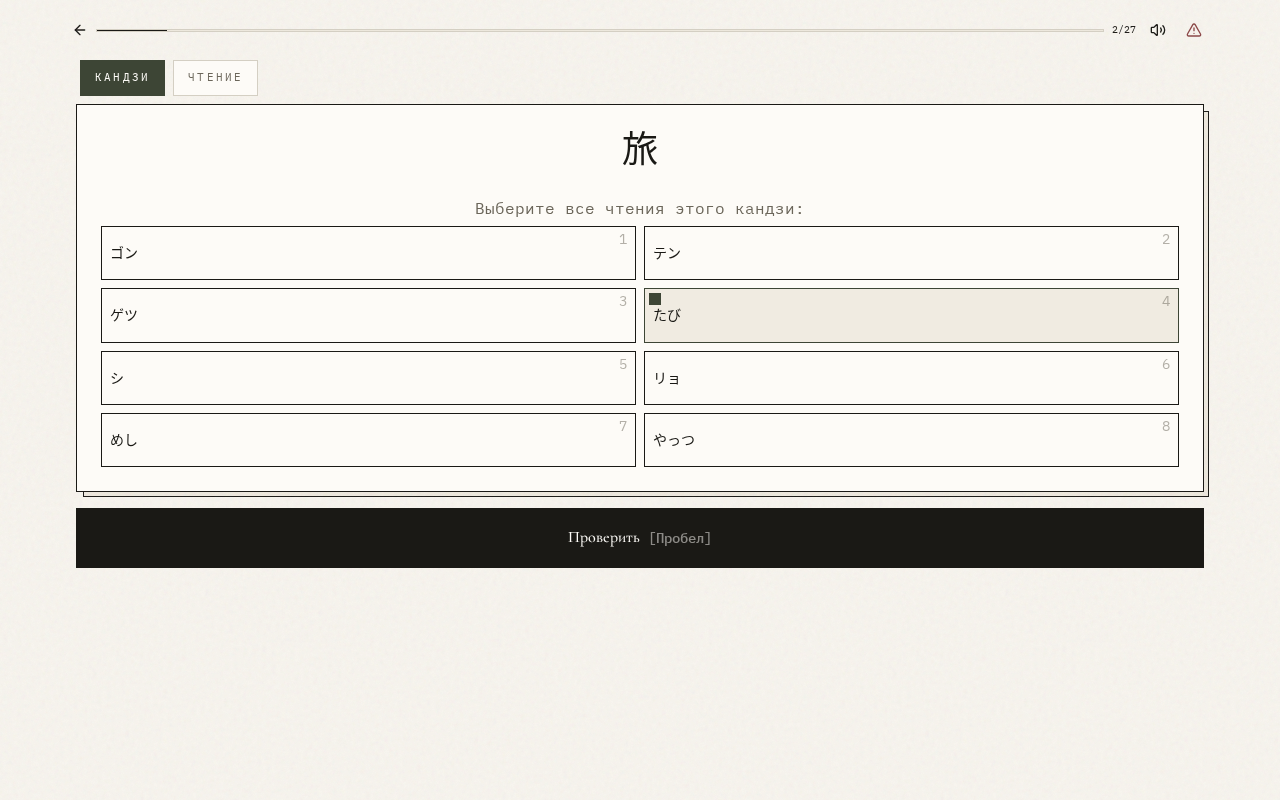 2/27
КАНДЗИ
ЧТЕНИЕ
旅
Выберите все чтения этого кандзи:
ゴン 1
テン 2
ゲツ 3
たび 4
シ 5
リョ 6
めし 7
やっつ 8
Проверить [Пробел]